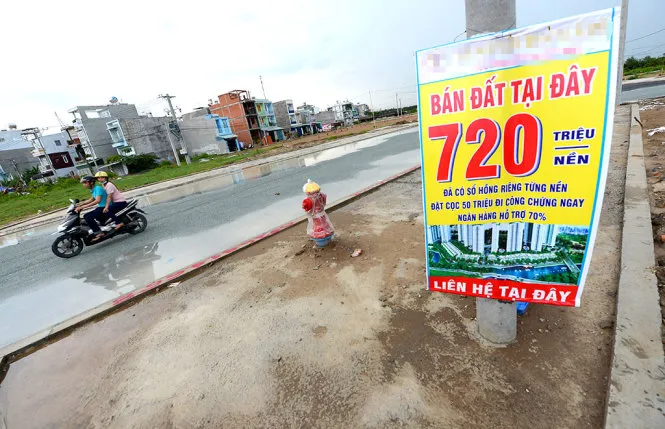 BÁN ĐẤT TẠI ĐÂY
720 TRIỆU
NỀN
ĐÃ CÓ SỔ HỒNG RIÊNG TỪNG NỀN
ĐẶT CỌC 50 TRIỆU ĐI CÔNG CHỨNG NGAY
NGÂN HÀNG HỖ TRỢ 70%
LIÊN HỆ TẠI ĐÂY